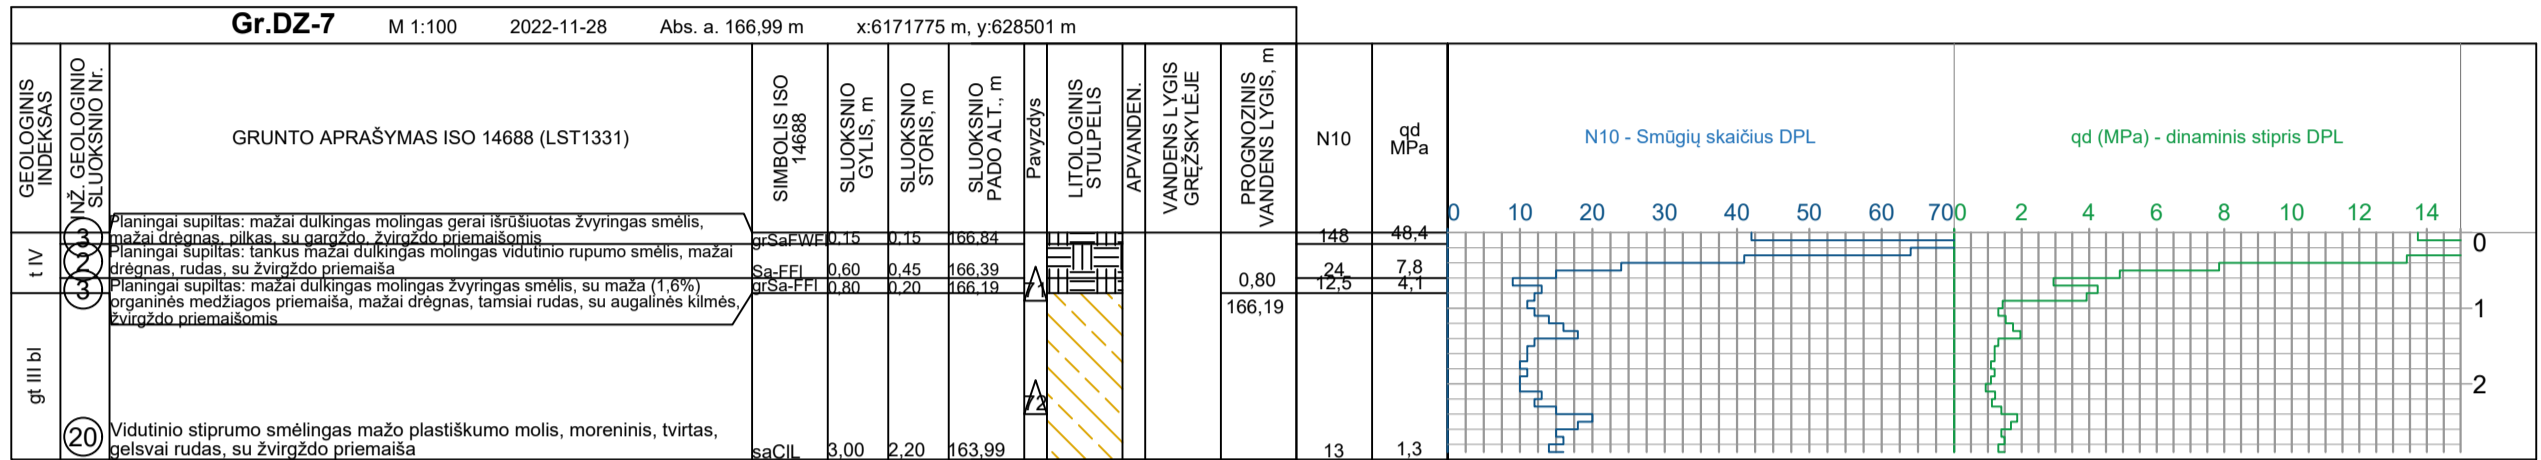 Gr.DZ-7 M 1:100 2022-11-28 Abs. a. 166,99 m x:6171775 m, y:628501 m
GEOLOGINIS
INDEKSAS
INŽ. GEOLOGINIO
SLUOKSNIO Nr.
GRUNTO APRAŠYMAS ISO 14688 (LST1331)
SIMBOLIS ISO
14688
SLUOKSNIO
GYLIS, m
SLUOKSNIO
STORIS, m
SLUOKSNIO
PADO ALT., m
Pavyzdys
LITOLOGINIS
STULPELIS
APVANDEN.
VANDENS LYGIS
GRĘŽSKYLĖJE
PROGNOZINIS
VANDENS LYGIS, m
N10
qd
MPa
N10 - Smūgių skaičius DPL
qd (MPa) - dinaminis stipris DPL
0 10 20 30 40 50 60 70
0 2 4 6 8 10 12 14
t IV
3
Planingai supiltas: mažai dulkingas molingas gerai išrūšiuotas žvyringas smėlis,
mažai drėgnas, pilkas, su gargždo, žvirgždo priemaišomis
grSaFWFl 0,15 0,15 166,84 148 48,4
2
Planingai supiltas: tankus mažai dulkingas molingas vidutinio rupumo smėlis, mažai
drėgnas, rudas, su žvirgždo priemaiša
Sa-FFl 0,60 0,45 166,39 24 7,8
3
Planingai supiltas: mažai dulkingas molingas žvyringas smėlis, su maža (1,6%)
organinės medžiagos priemaiša, mažai drėgnas, tamsiai rudas, su augalinės kilmės,
žvirgždo priemaišomis
grSa-FFl 0,80 0,20 166,19 71 0,80 12,5 4,1
166,19
gt III bl
72
20
Vidutinio stiprumo smėlingas mažo plastiškumo molis, moreninis, tvirtas,
gelsvai rudas, su žvirgždo priemaiša
saClL 3,00 2,20 163,99 13 1,3
0
1
2